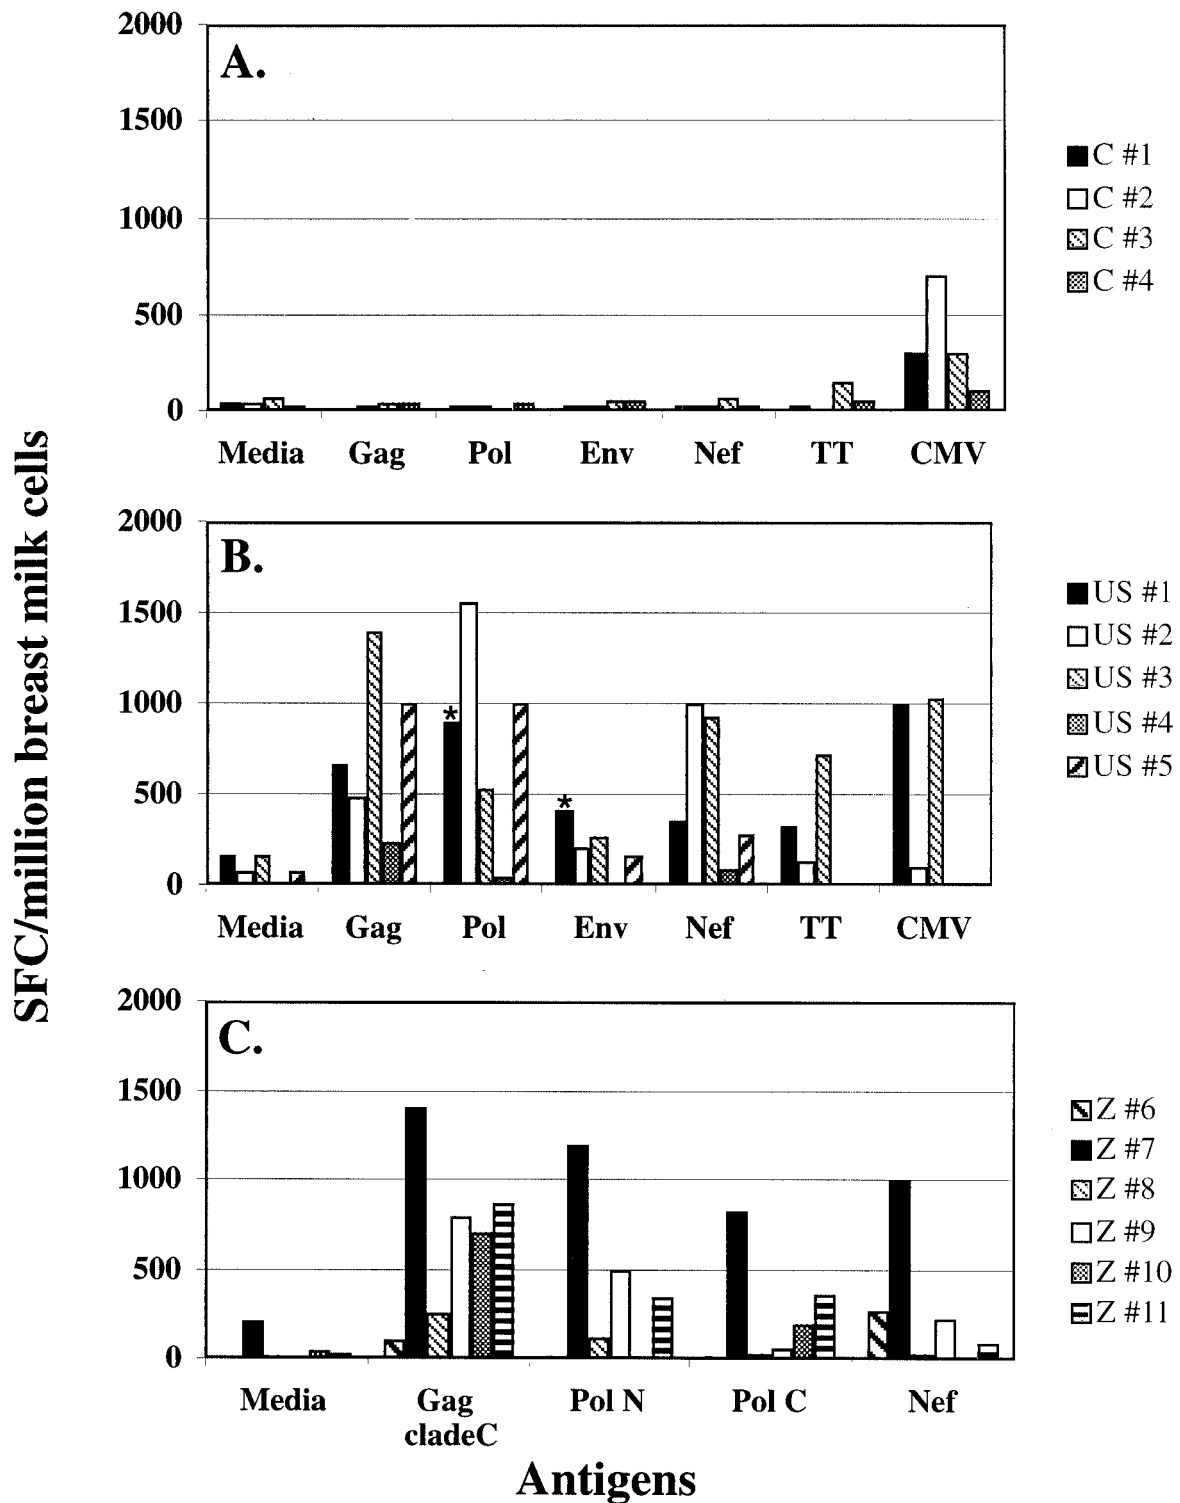 SFC/million breast milk cells
A.
2000
1500
1000
500
0
Media Gag Pol Env Nef TT CMV
C #1
C #2
C #3
C #4
B.
2000
1500
1000
500
0
*
*
Media Gag Pol Env Nef TT CMV
US #1
US #2
US #3
US #4
US #5
C.
2000
1500
1000
500
0
Media Gag Pol N Pol C Nef
cladeC
Z #6
Z #7
Z #8
Z #9
Z #10
Z #11
Antigens